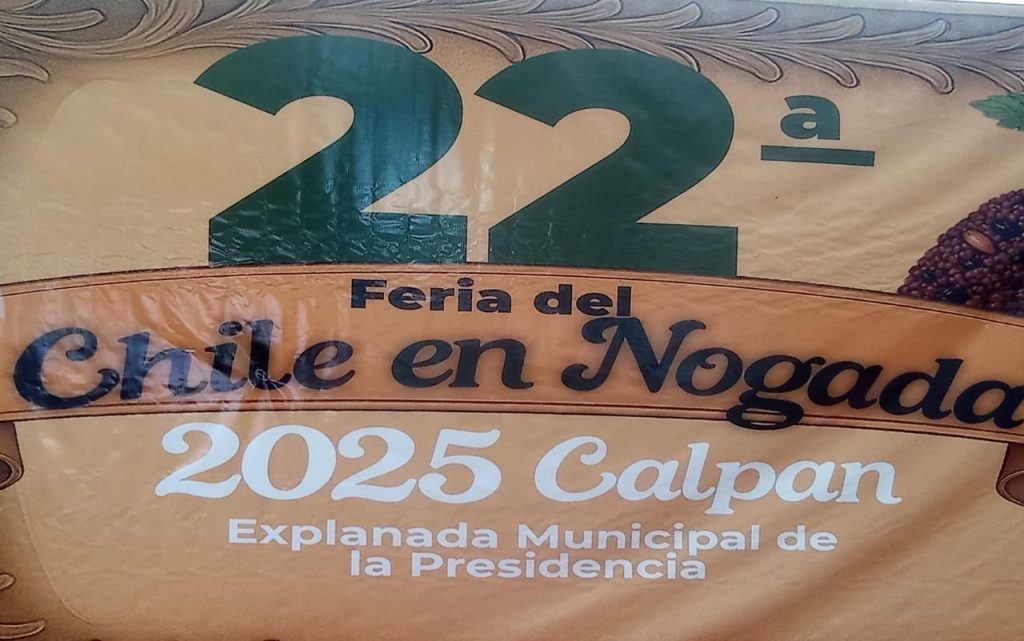 22ª
Feria del
Chile en Nogada
2025 Calpan
Explanada Municipal de
la Presidencia